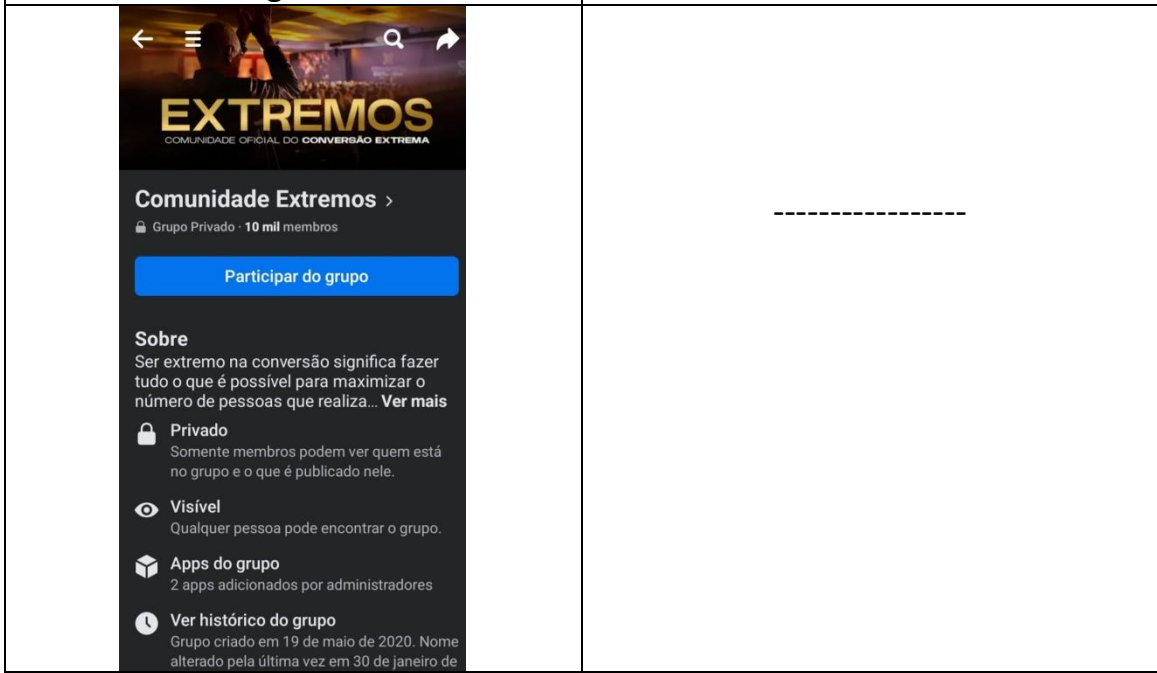 EXTREMOS
COMUNIDADE OFICIAL DO CONVERSÃO EXTREMA
Comunidade Extremos >
Grupo Privado · 10 mil membros
Participar do grupo
Sobre
Ser extremo na conversão significa fazer
tudo o que é possível para maximizar o
número de pessoas que realiza... Ver mais
Privado
Somente membros podem ver quem está
no grupo e o que é publicado nele.
Visível
Qualquer pessoa pode encontrar o grupo.
Apps do grupo
2 apps adicionados por administradores
Ver histórico do grupo
Grupo criado em 19 de maio de 2020. Nome
alterado pela última vez em 30 de janeiro de
-----------------